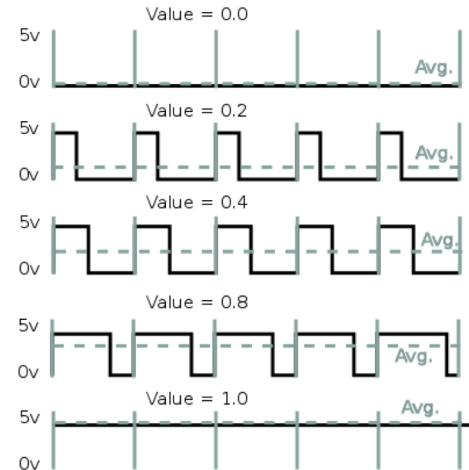 Value = 0.0
5v
Avg.
0v
Value = 0.2
5v
Avg.
0v
Value = 0.4
5v
Avg.
0v
Value = 0.8
5v
Avg.
0v
Value = 1.0
Avg.
5v
0v